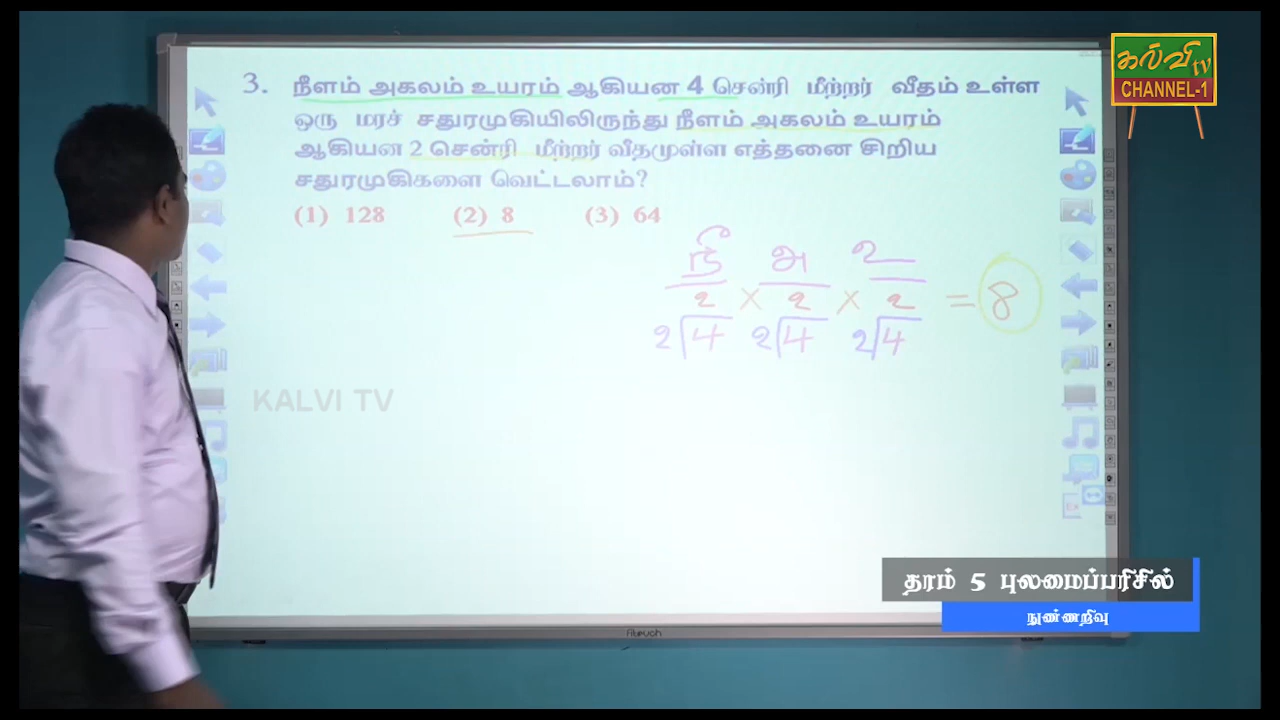 கல்வி TV
CHANNEL-1
3. நீளம் அகலம் உயரம் ஆகியன 4 சென்ரி மீற்றர் வீதம் உள்ள
ஒரு மரச் சதுரமுகியிலிருந்து நீளம் அகலம் உயரம்
ஆகியன 2 சென்ரி மீற்றர் வீதமுள்ள எத்தனை சிறிய
சதுரமுகிகளை வெட்டலாம்?
(1) 128 (2) 8 (3) 64
நீ அ உ
2 × 2 × 2 = 8
2 4 2 4 2 4
KALVI TV
தரம் 5 புலமைப்பரிசில்
நுண்ணறிவு